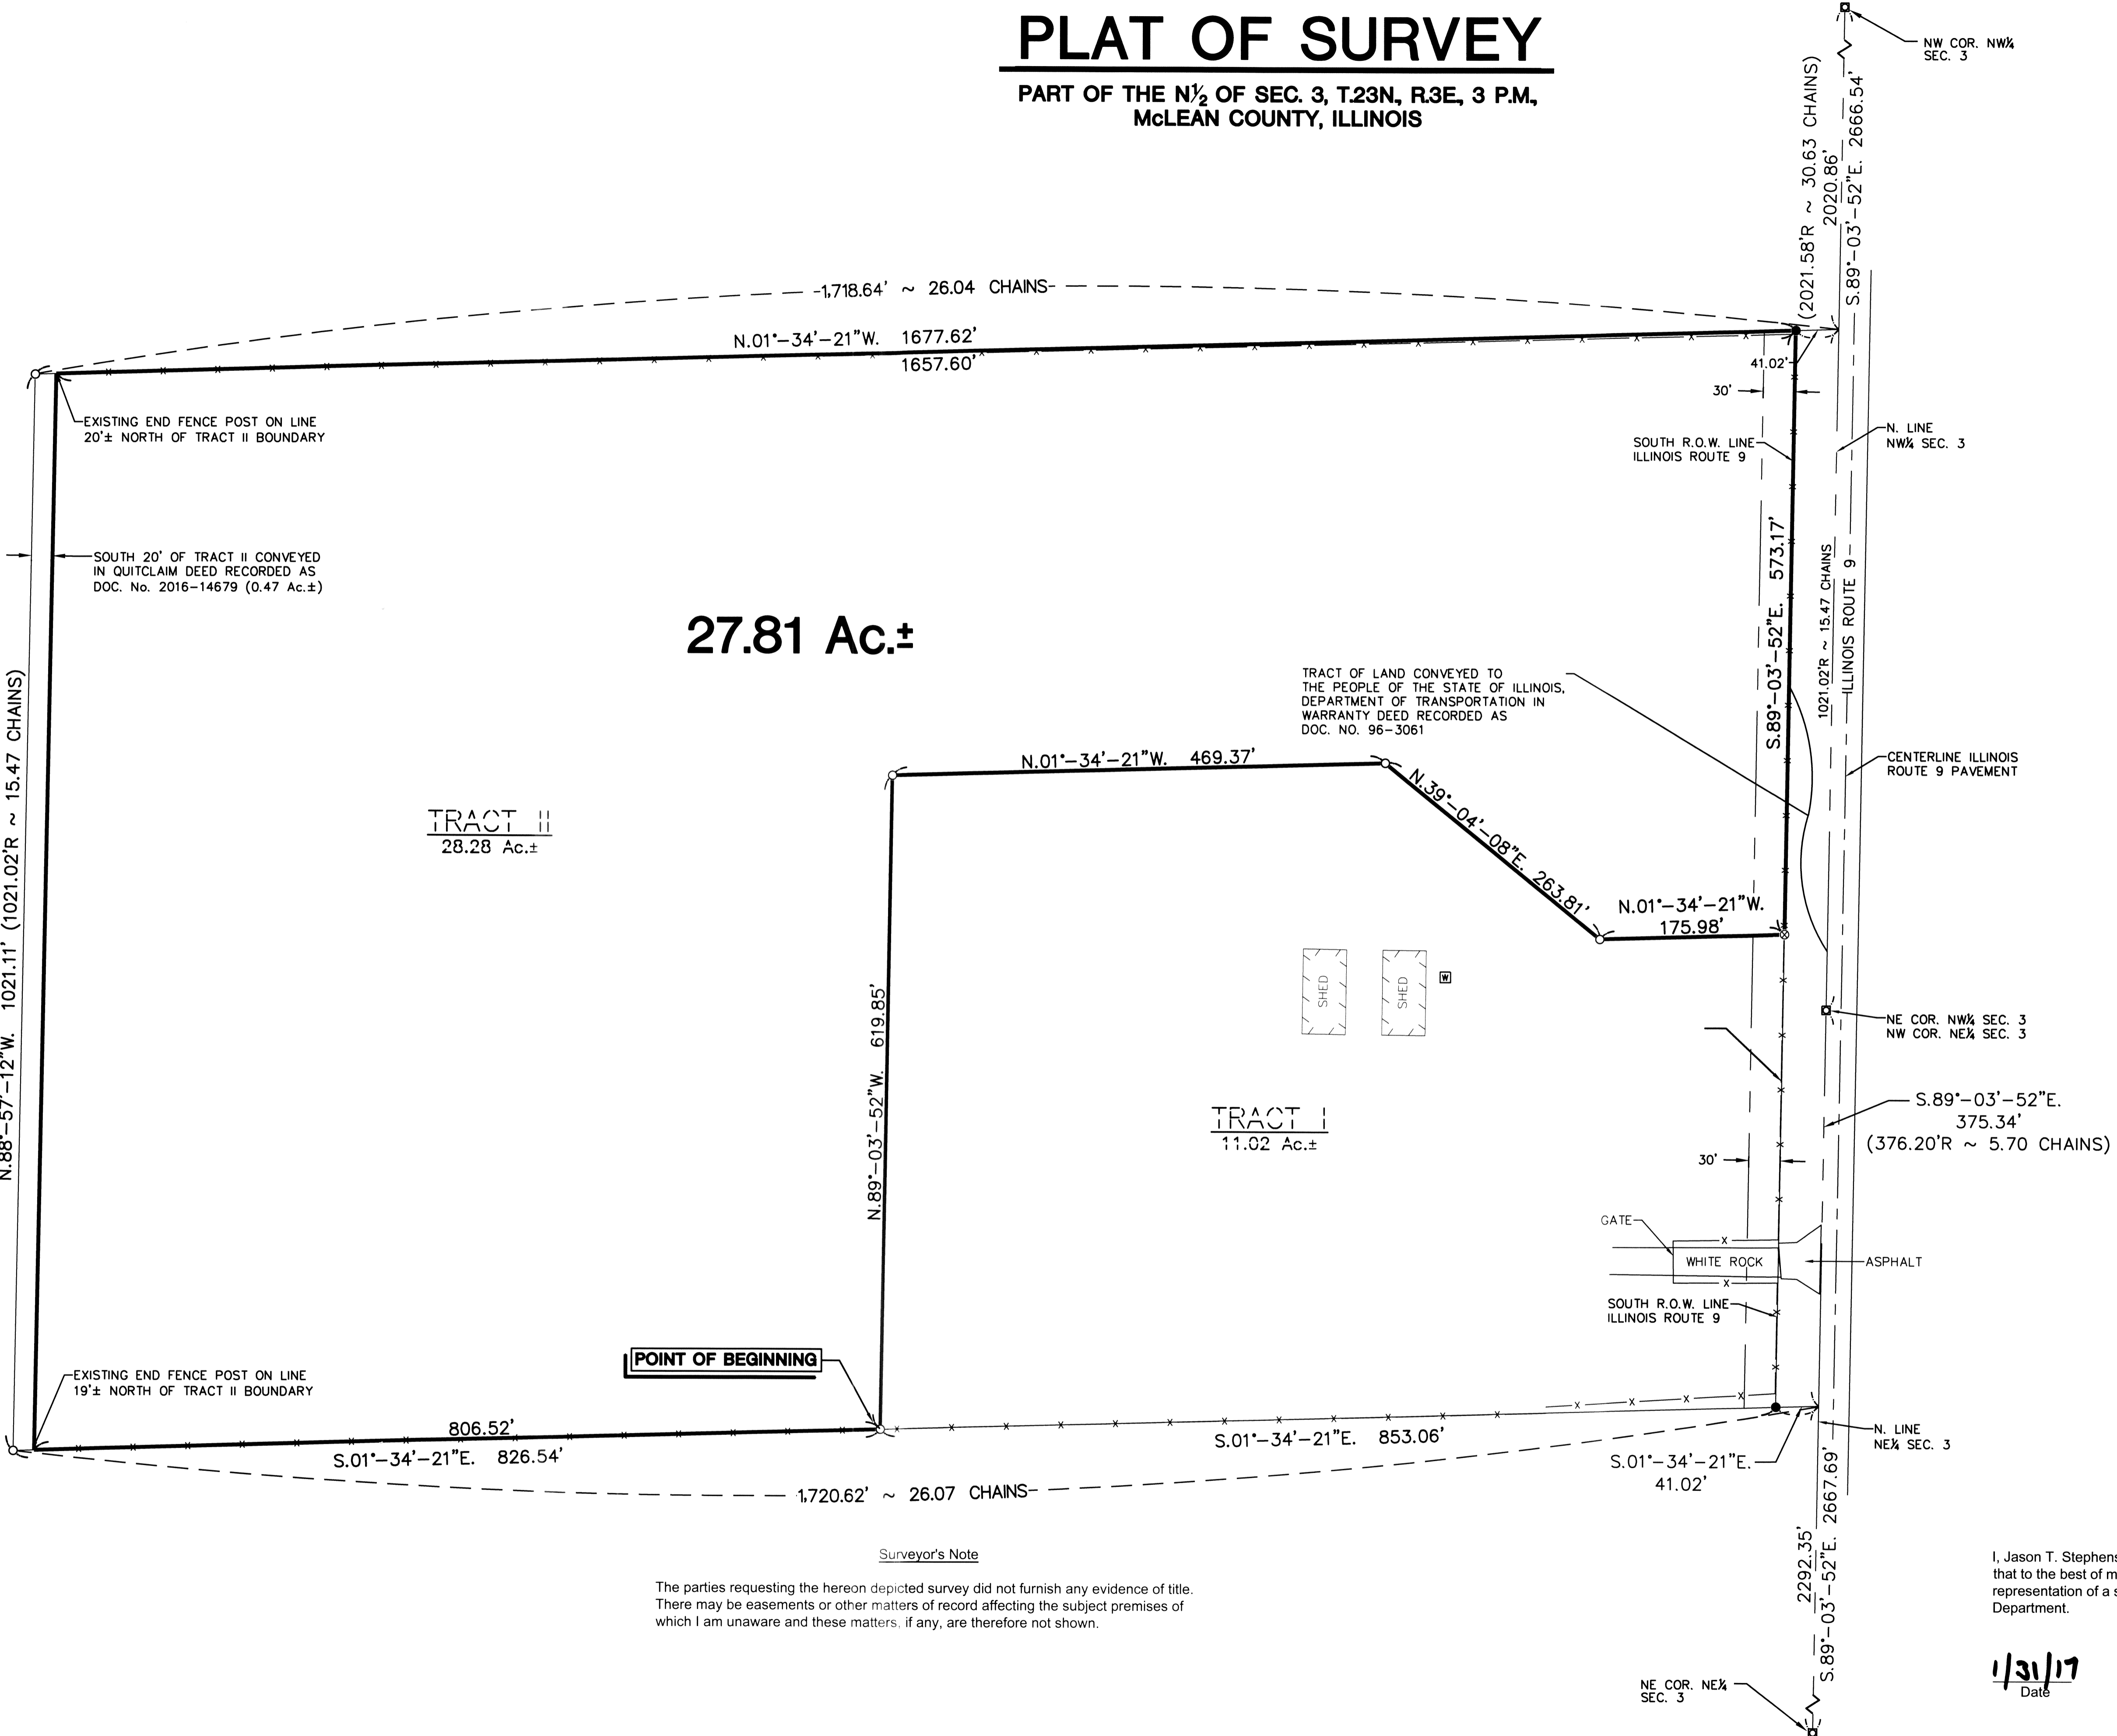 PLAT OF SURVEY
PART OF THE N½ OF SEC. 3, T.23N., R.3E., 3 P.M.,
McLEAN COUNTY, ILLINOIS
NW COR. NW¼
SEC. 3
(2021.58'R ~ 30.63 CHAINS)
2020.86'
S.89°-03'-52"E. 2666.54'
1,718.64' ~ 26.04 CHAINS
N.01°-34'-21"W. 1677.62'
1657.60'
41.02'
30'
EXISTING END FENCE POST ON LINE
20'± NORTH OF TRACT II BOUNDARY
SOUTH R.O.W. LINE
ILLINOIS ROUTE 9
N. LINE
NW¼ SEC. 3
SOUTH 20' OF TRACT II CONVEYED
IN QUITCLAIM DEED RECORDED AS
DOC. No. 2016-14679 (0.47 Ac.±)
27.81 Ac.±
S.89°-03'-52"E. 573.17'
1021.02'R ~ 15.47 CHAINS
ILLINOIS ROUTE 9
TRACT OF LAND CONVEYED TO
THE PEOPLE OF THE STATE OF ILLINOIS,
DEPARTMENT OF TRANSPORTATION IN
WARRANTY DEED RECORDED AS
DOC. NO. 96-3061
CENTERLINE ILLINOIS
ROUTE 9 PAVEMENT
N.88°-57'-12"W. 1021.11' (1021.02'R ~ 15.47 CHAINS)
N.01°-34'-21"W. 469.37'
N.39°-04'-08"E. 263.81'
N.01°-34'-21"W.
175.98'
TRACT II
28.28 Ac.±
SHED
SHED
W
N.89°-03'-52"W. 619.85'
NE COR. NW¼ SEC. 3
NW COR. NE¼ SEC. 3
TRACT I
11.02 Ac.±
S.89°-03'-52"E.
375.34'
(376.20'R ~ 5.70 CHAINS)
30'
GATE
WHITE ROCK
ASPHALT
SOUTH R.O.W. LINE
ILLINOIS ROUTE 9
POINT OF BEGINNING
EXISTING END FENCE POST ON LINE
19'± NORTH OF TRACT II BOUNDARY
806.52'
S.01°-34'-21"E. 826.54'
S.01°-34'-21"E. 853.06'
N. LINE
NE¼ SEC. 3
S.01°-34'-21"E.
41.02'
1,720.62' ~ 26.07 CHAINS
2292.35'
S.89°-03'-52"E. 2667.69'
NE COR. NE¼
SEC. 3
Surveyor's Note
The parties requesting the hereon depicted survey did not furnish any evidence of title.
There may be easements or other matters of record affecting the subject premises of
which I am unaware and these matters, if any, are therefore not shown.
I, Jason T. Stephens
that to the best of m
representation of a s
Department.
1/31/17
Date